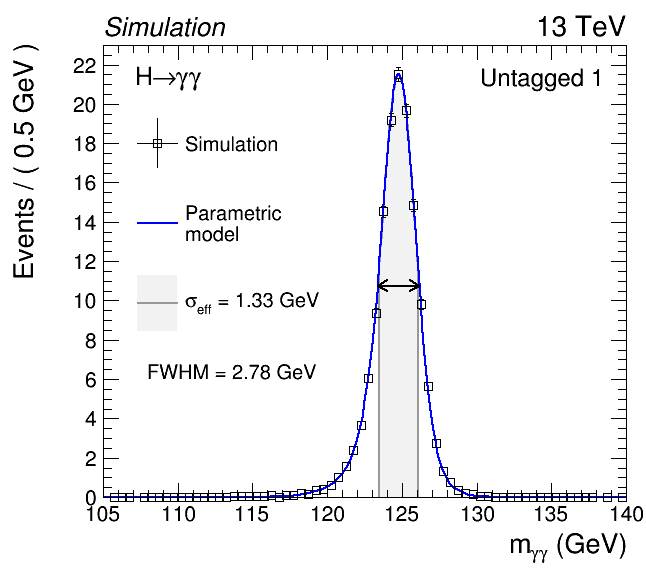 Simulation
13 TeV
Events / ( 0.5 GeV )
H→γγ
Untagged 1
Simulation
Parametric
model
σeff = 1.33 GeV
FWHM = 2.78 GeV
22
20
18
16
14
12
10
8
6
4
2
0
105 110 115 120 125 130 135 140
mγγ (GeV)